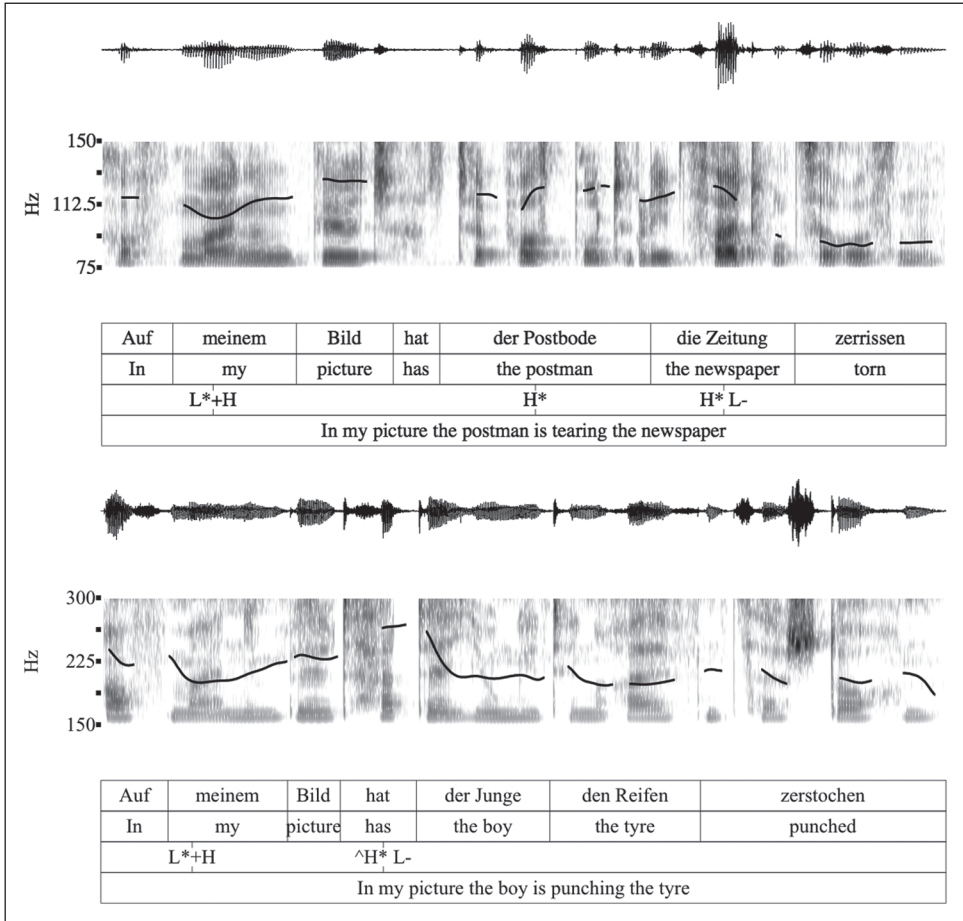 150
Hz
112.5
75
Auf meinem Bild hat der Postbode die Zeitung zerrissen
In my picture has the postman the newspaper torn
L*+H H* H* L-
In my picture the postman is tearing the newspaper
300
Hz
225
150
Auf meinem Bild hat der Junge den Reifen zerstochen
In my picture has the boy the tyre punched
L*+H ^H* L-
In my picture the boy is punching the tyre